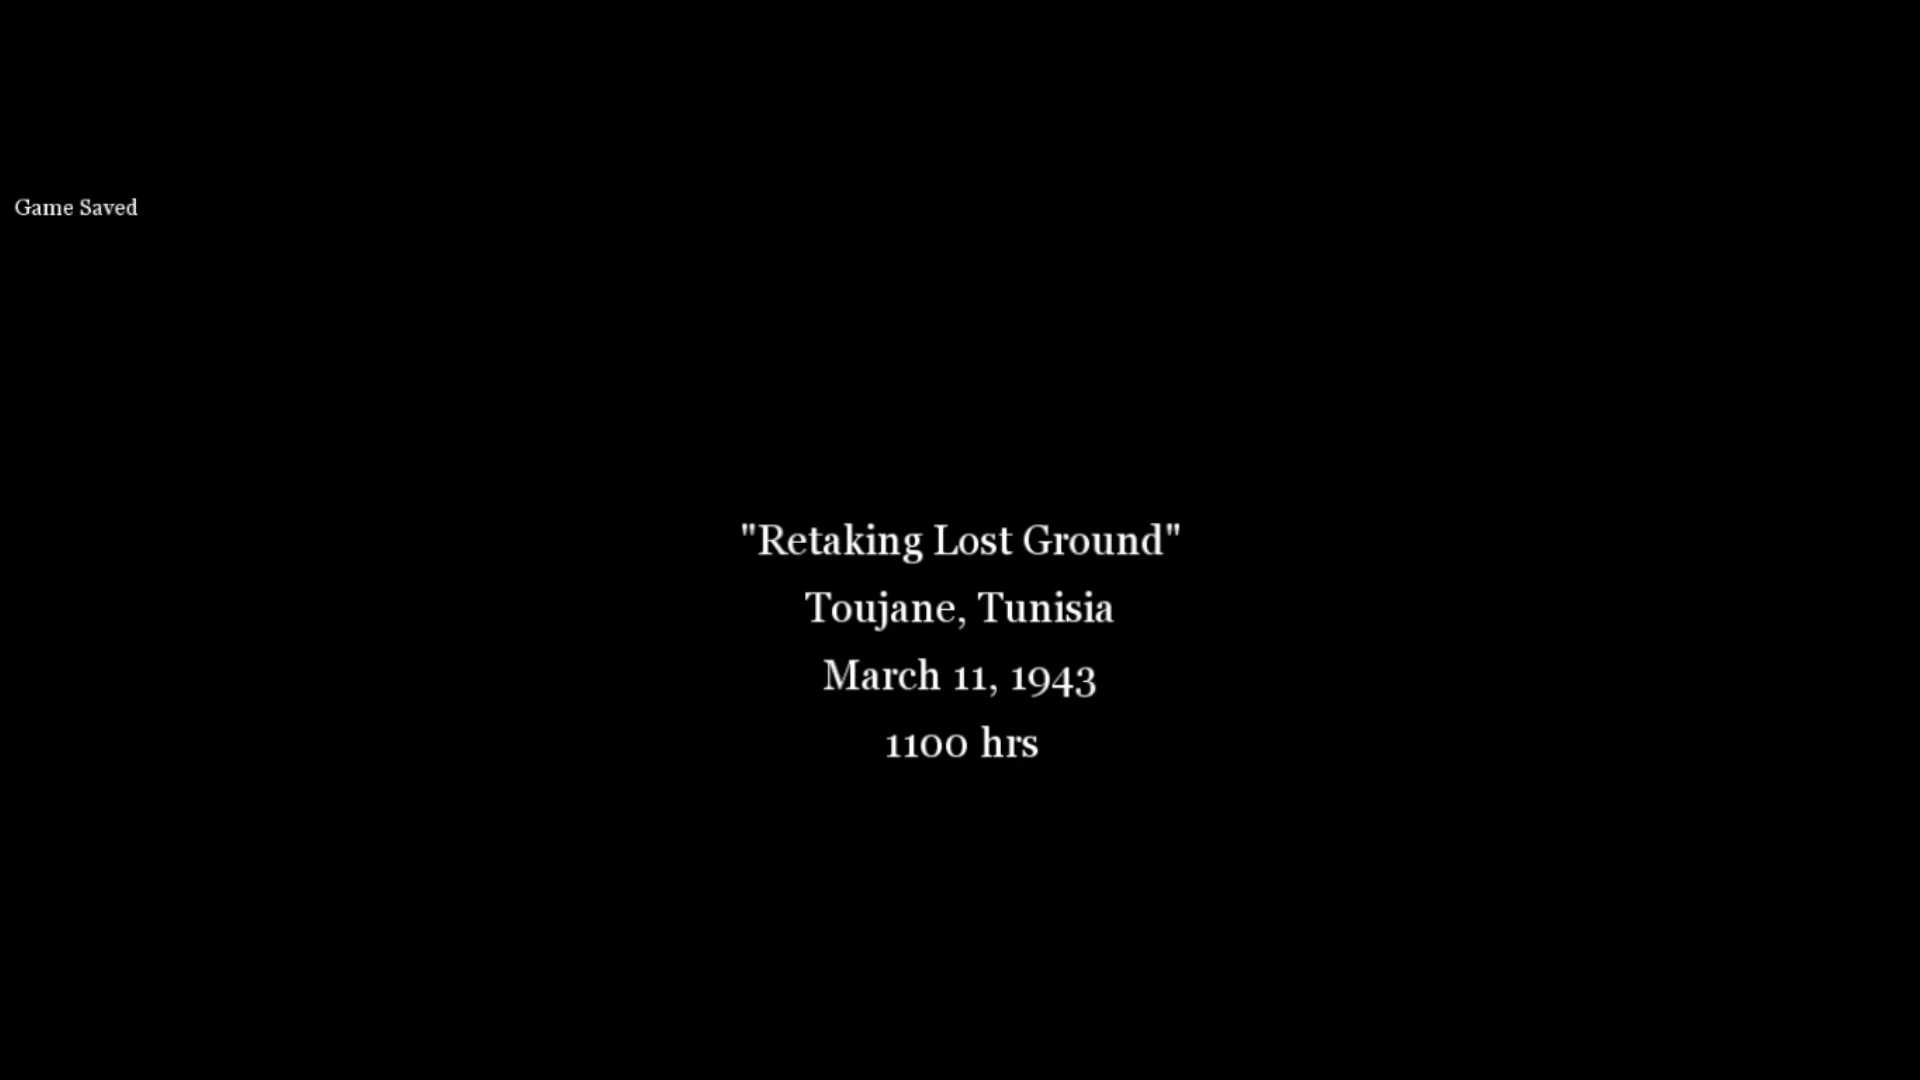 Game Saved
"Retaking Lost Ground"
Toujane, Tunisia
March 11, 1943
1100 hrs